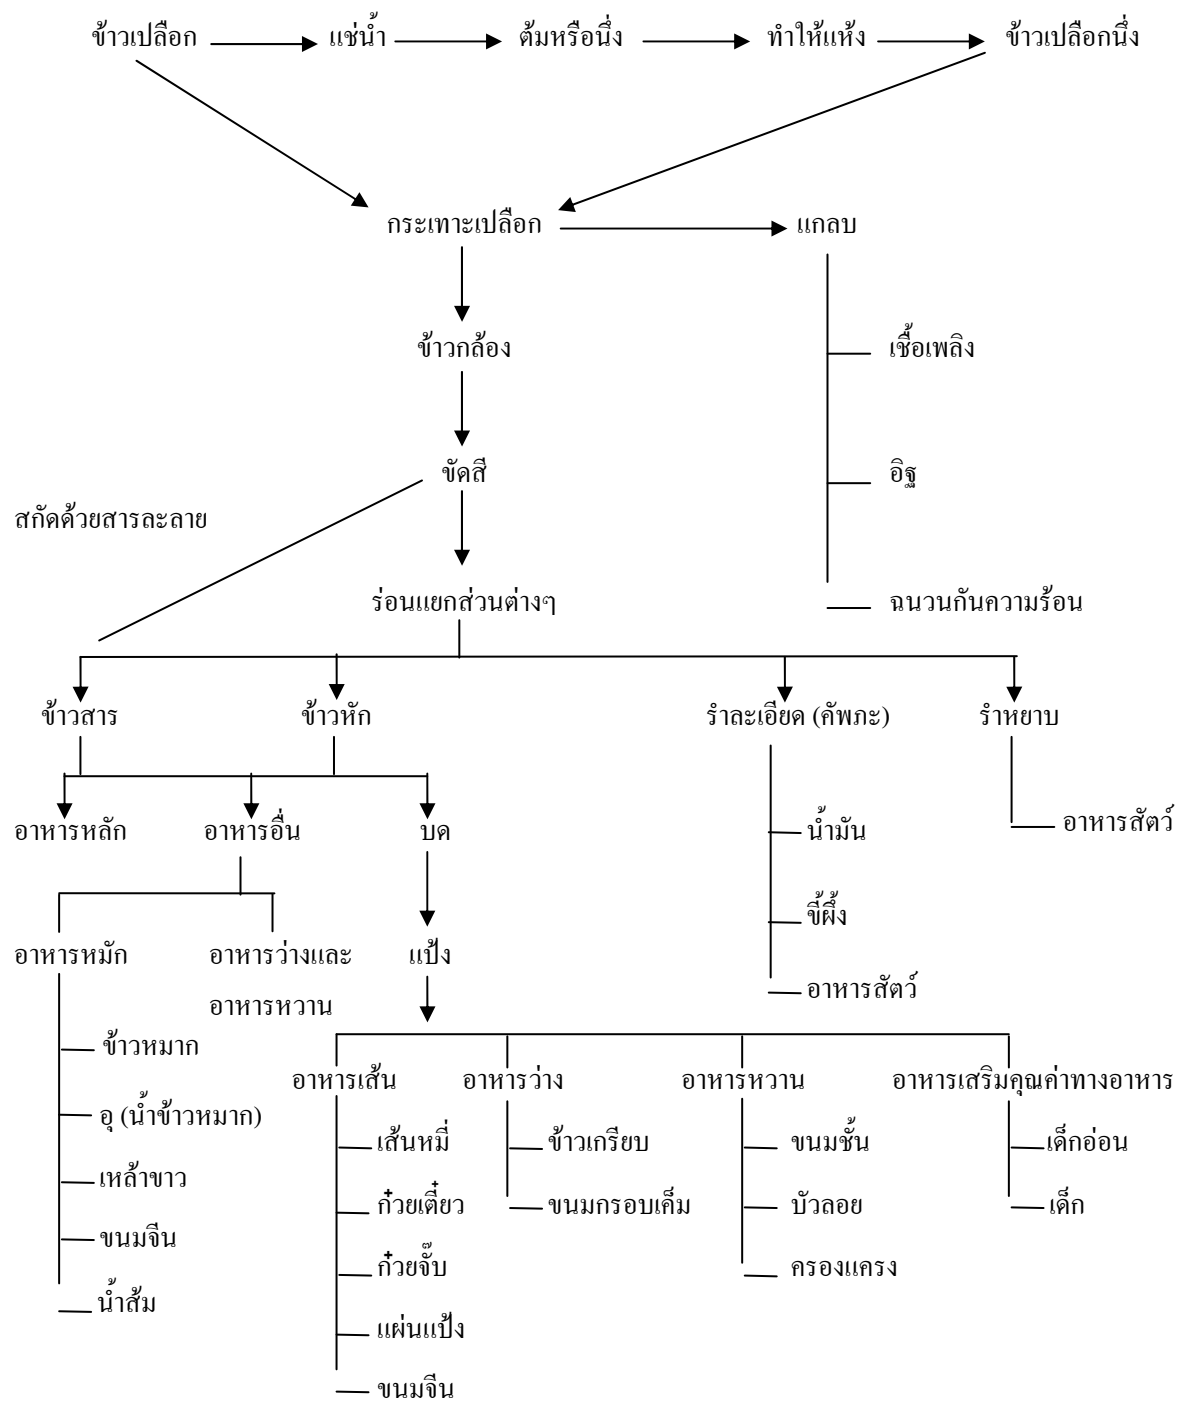 ข้าวเปลือก แช่น้ำ ต้มหรือนึ่ง ทำให้แห้ง ข้าวเปลือกนึ่ง
กระเทาะเปลือก แกลบ
ข้าวกล้อง เชื้อเพลิง
ขัดสี อิฐ
สกัดด้วยสารละลาย
ร่อนแยกส่วนต่างๆ ฉนวนกันความร้อน
ข้าวสาร ข้าวหัก รำละเอียด (คัพภะ) รำหยาบ
อาหารหลัก อาหารอื่น บด น้ำมัน อาหารสัตว์
ขี้ผึ้ง
อาหารหมัก อาหารว่างและ แป้ง
อาหารสัตว์
อาหารหวาน
ข้าวหมาก
อาหารเส้น อาหารว่าง อาหารหวาน อาหารเสริมคุณค่าทางอาหาร
อุ (น้ำข้าวหมาก)
เส้นหมี่ ข้าวเกรียบ ขนมชั้น เด็กอ่อน
เหล้าขาว
ก๋วยเตี๋ยว ขนมกรอบเค็ม บัวลอย เด็ก
ขนมจีน
ก๋วยจั๊บ ครองแครง
น้ำส้ม
แผ่นแป้ง
ขนมจีน